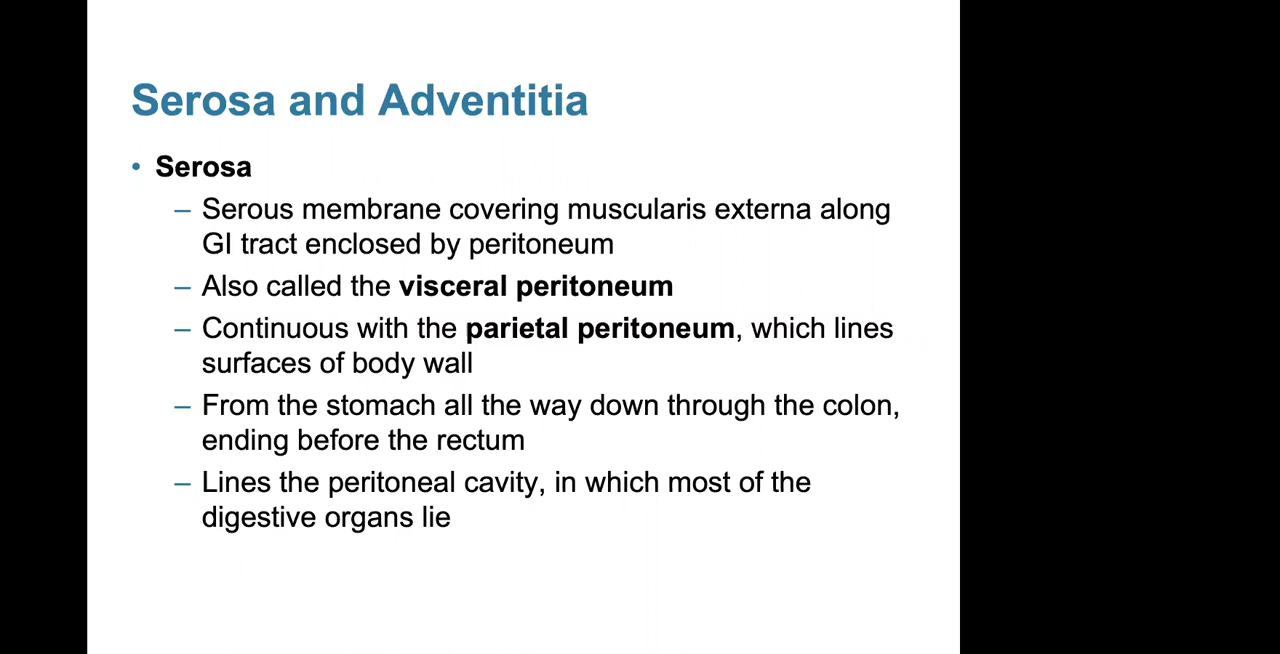 Serosa and Adventitia
• Serosa
– Serous membrane covering muscularis externa along
GI tract enclosed by peritoneum
– Also called the visceral peritoneum
– Continuous with the parietal peritoneum, which lines
surfaces of body wall
– From the stomach all the way down through the colon,
ending before the rectum
– Lines the peritoneal cavity, in which most of the
digestive organs lie